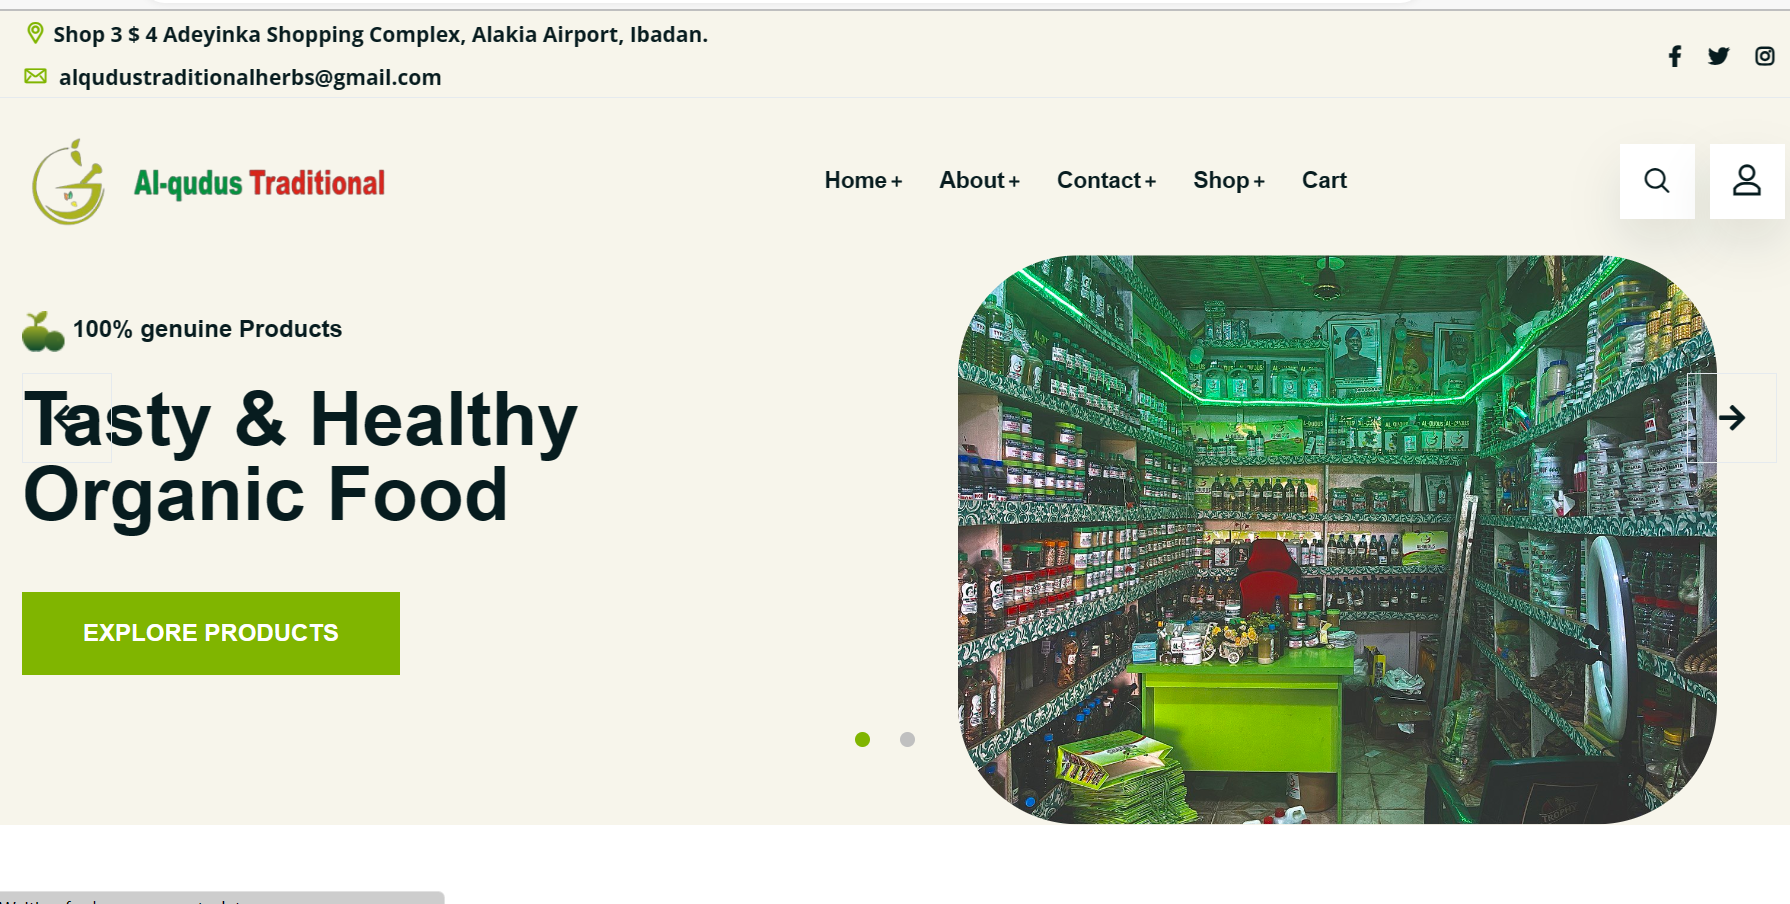 Shop 3 $ 4 Adeyinka Shopping Complex, Alakia Airport, Ibadan.
alqudustraditionalherbs@gmail.com
Al-qudus Traditional
Home +
About +
Contact +
Shop +
Cart
100% genuine Products
Tasty & Healthy
Organic Food
EXPLORE PRODUCTS